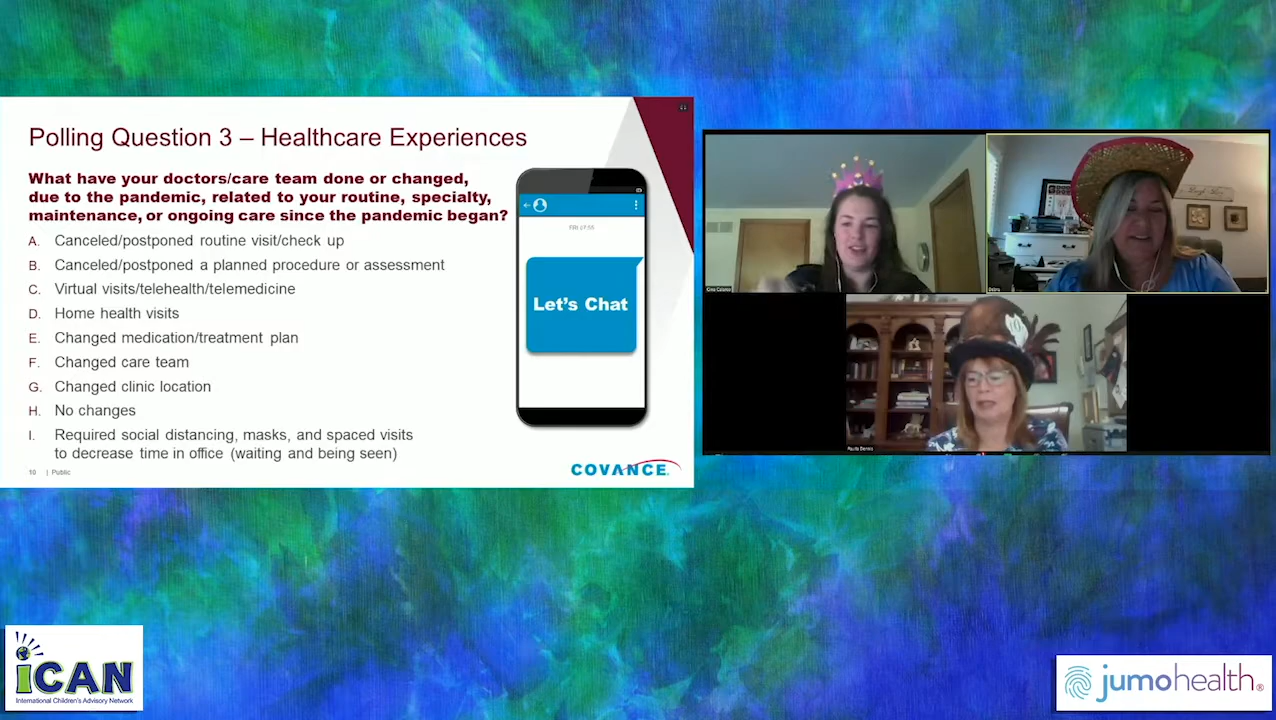 Polling Question 3 – Healthcare Experiences
What have your doctors/care team done or changed,
due to the pandemic, related to your routine, specialty,
maintenance, or ongoing care since the pandemic began?
A. Canceled/postponed routine visit/check up
B. Canceled/postponed a planned procedure or assessment
C. Virtual visits/telehealth/telemedicine
D. Home health visits
E. Changed medication/treatment plan
F. Changed care team
G. Changed clinic location
H. No changes
I. Required social distancing, masks, and spaced visits
to decrease time in office (waiting and being seen)
10 | Public
Let's Chat
COVANCE
iCAN
International Children's Advisory Network
jumohealth®